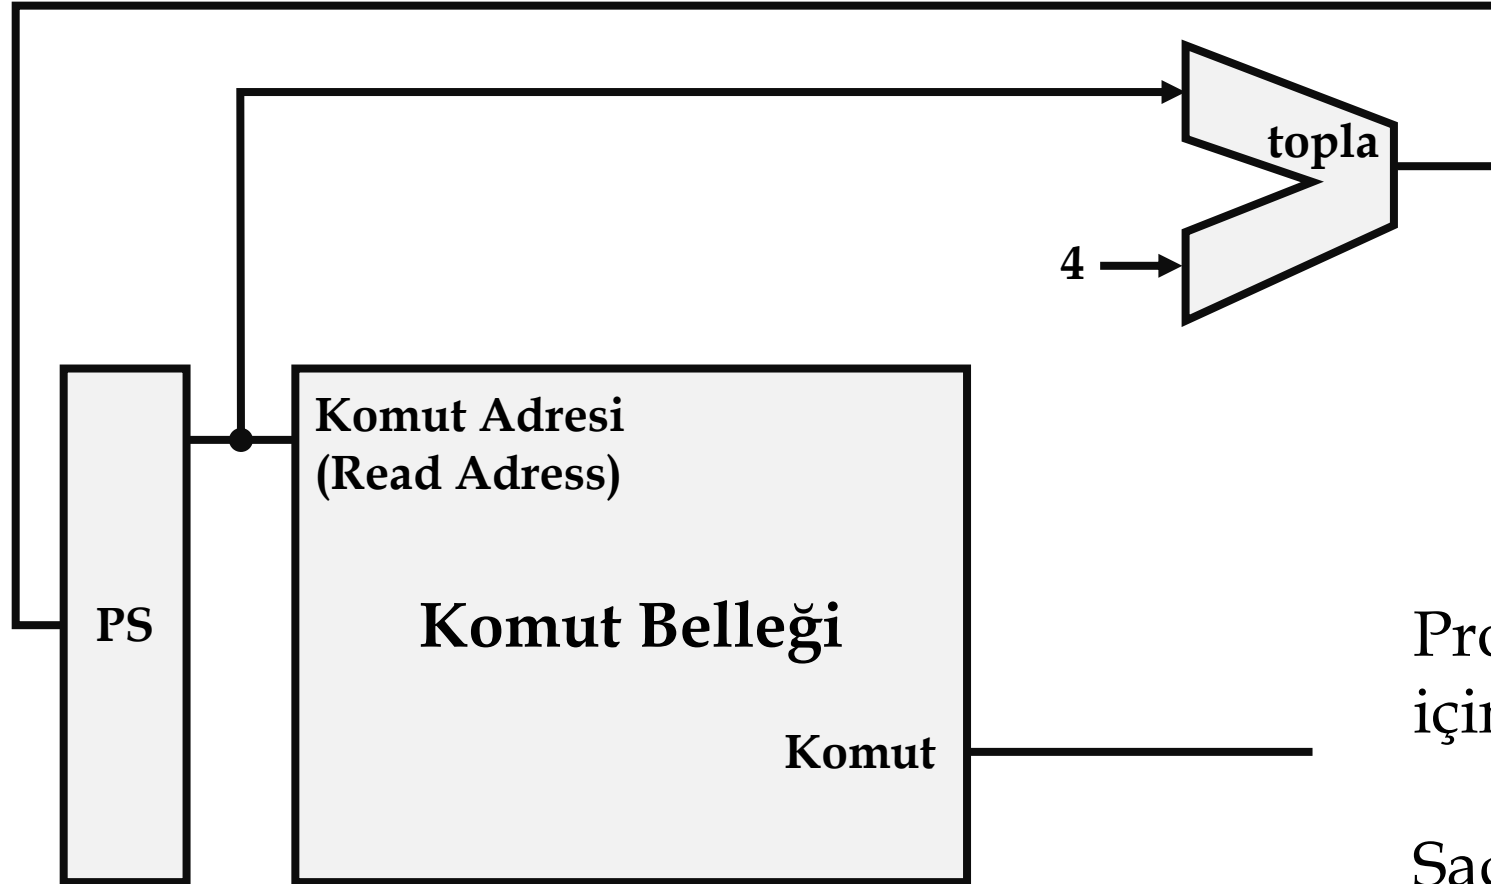 topla
4
Komut Adresi
(Read Adress)
PS
Komut Belleği
Komut